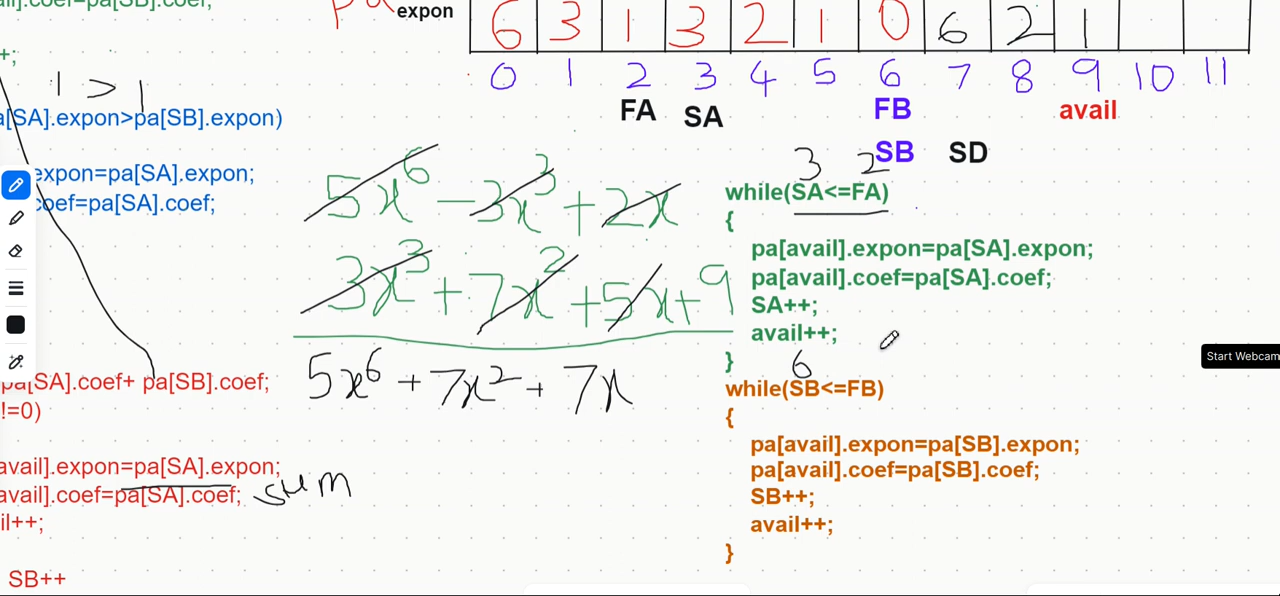 ail].coef=pa[SB].coef;
pa
expon
6 3 1 3 2 1 0 6 2 1
+;
0 1 2 3 4 5 6 7 8 9 10 11
1 > 1
FA SA FB avail
a[SA].expon>pa[SB].expon)
SB SD
3 2
expon=pa[SA].expon;
coef=pa[SA].coef;
5x⁶ - 3x³ + 2x
while(SA<=FA)
{
pa[avail].expon=pa[SA].expon;
pa[avail].coef=pa[SA].coef;
3x³ + 7x² + 5x + 9
SA++;
avail++;
}
Start Webcam
6
5x⁶ + 7x² + 7x
pa[SA].coef+ pa[SB].coef;
!=0)
while(SB<=FB)
{
pa[avail].expon=pa[SB].expon;
pa[avail].coef=pa[SB].coef;
SB++;
avail++;
}
avail].expon=pa[SA].expon;
avail].coef=pa[SA].coef; sum
il++;
SB++